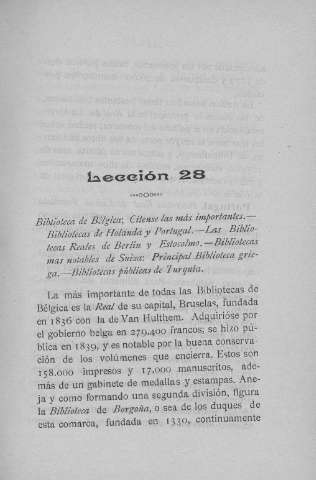 Lección 28
Biblioteca de Bélgica: Cítense las más importantes.—
Bibliotecas de Holanda y Portugal.—Las Biblio-
tecas Reales de Berlin y Estocolmo.—Bibliotecas
mas notables de Suiza: Principal Biblioteca grie-
ga.—Bibliotecas públicas de Turquía.
La más importante de todas las Bibliotecas de
Bélgica es la Real de su capital, Bruselas, fundada
en 1836 con la de Van Hulthem. Adquirióse por
el gobierno belga en 279.400 francos; se hizo pú-
blica en 1839, y es notable por la buena conserva-
ción de los volúmenes que encierra. Estos son
158.000 impresos y 17.000 manuscritos, ade-
más de un gabinete de medallas y estampas. Ane-
ja y como formando una segunda división, figura
la Biblioteca de Borgoña, o sea de los duques de
esta comarca, fundada en 1330, continuamente